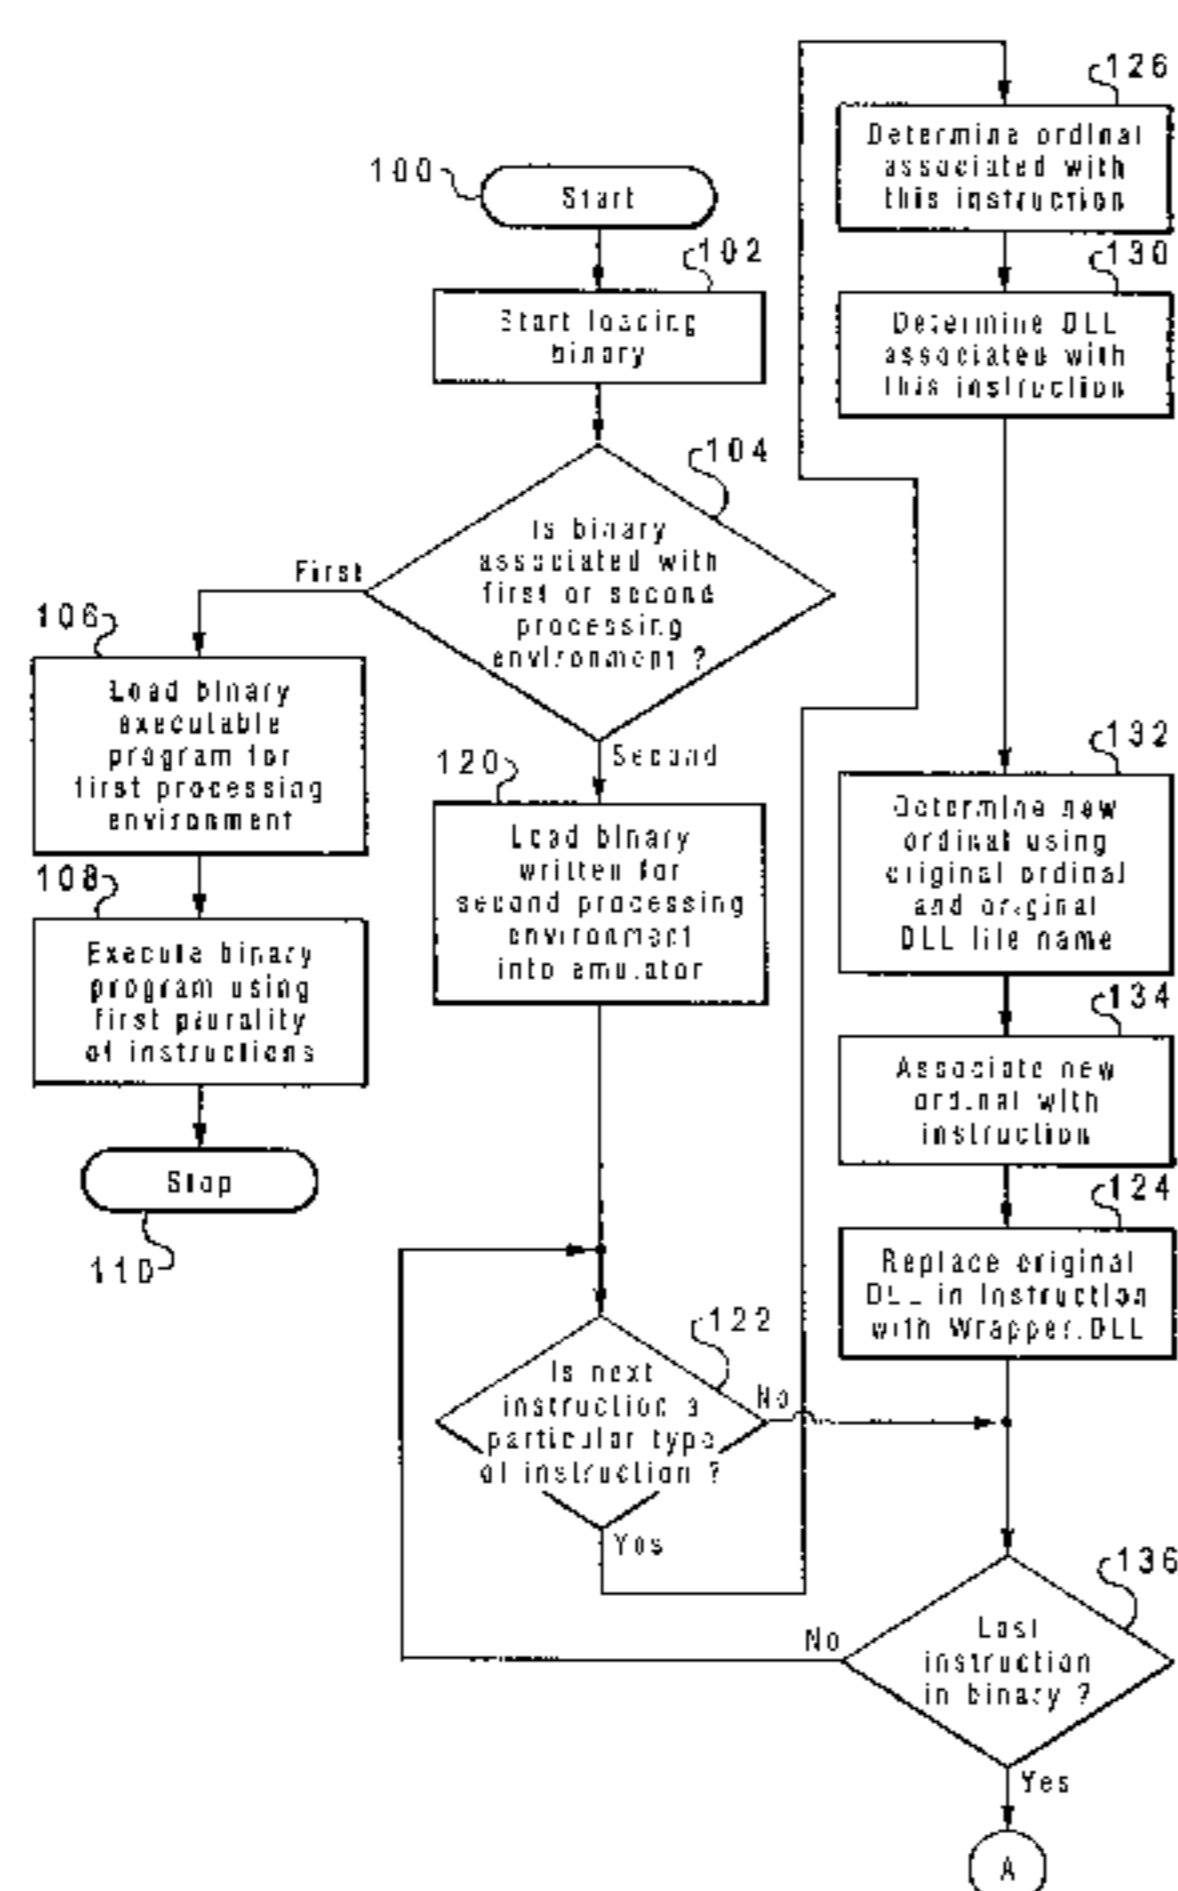 100
Start
102
Start loading
binary
104
Is binary
associated with
first or second
processing
environment ?
First
Second
106
Load binary
executable
program for
first processing
environment
108
Execute binary
program using
first plurality
of instructions
Stop
110
120
Load binary
written for
second processing
environment
into emulator
122
Is next
instruction a
particular type
of instruction ?
No
Yes
126
Determine ordinal
associated with
this instruction
130
Determine DLL
associated with
this instruction
132
Determine new
ordinal using
original ordinal
and original
DLL file name
134
Associate new
ordinal with
instruction
124
Replace original
DLL in instruction
with Wrapper.DLL
136
Last
instruction
in binary ?
No
Yes
A